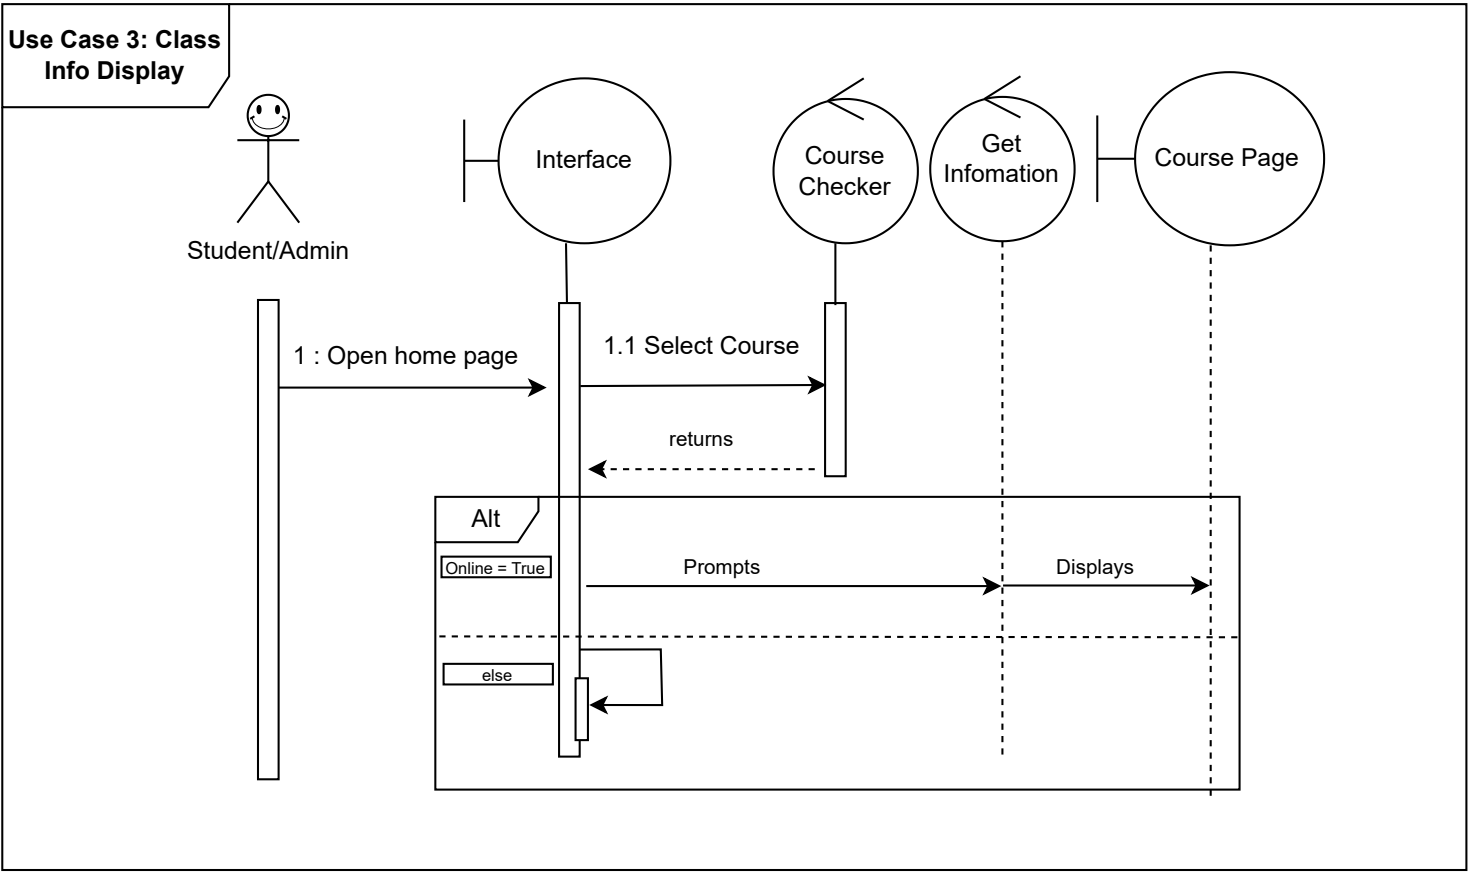 Use Case 3: Class
Info Display
Interface
Course
Checker
Get
Infomation
Course Page
Student/Admin
1 : Open home page
1.1 Select Course
returns
Alt
Online = True
Prompts
Displays
else